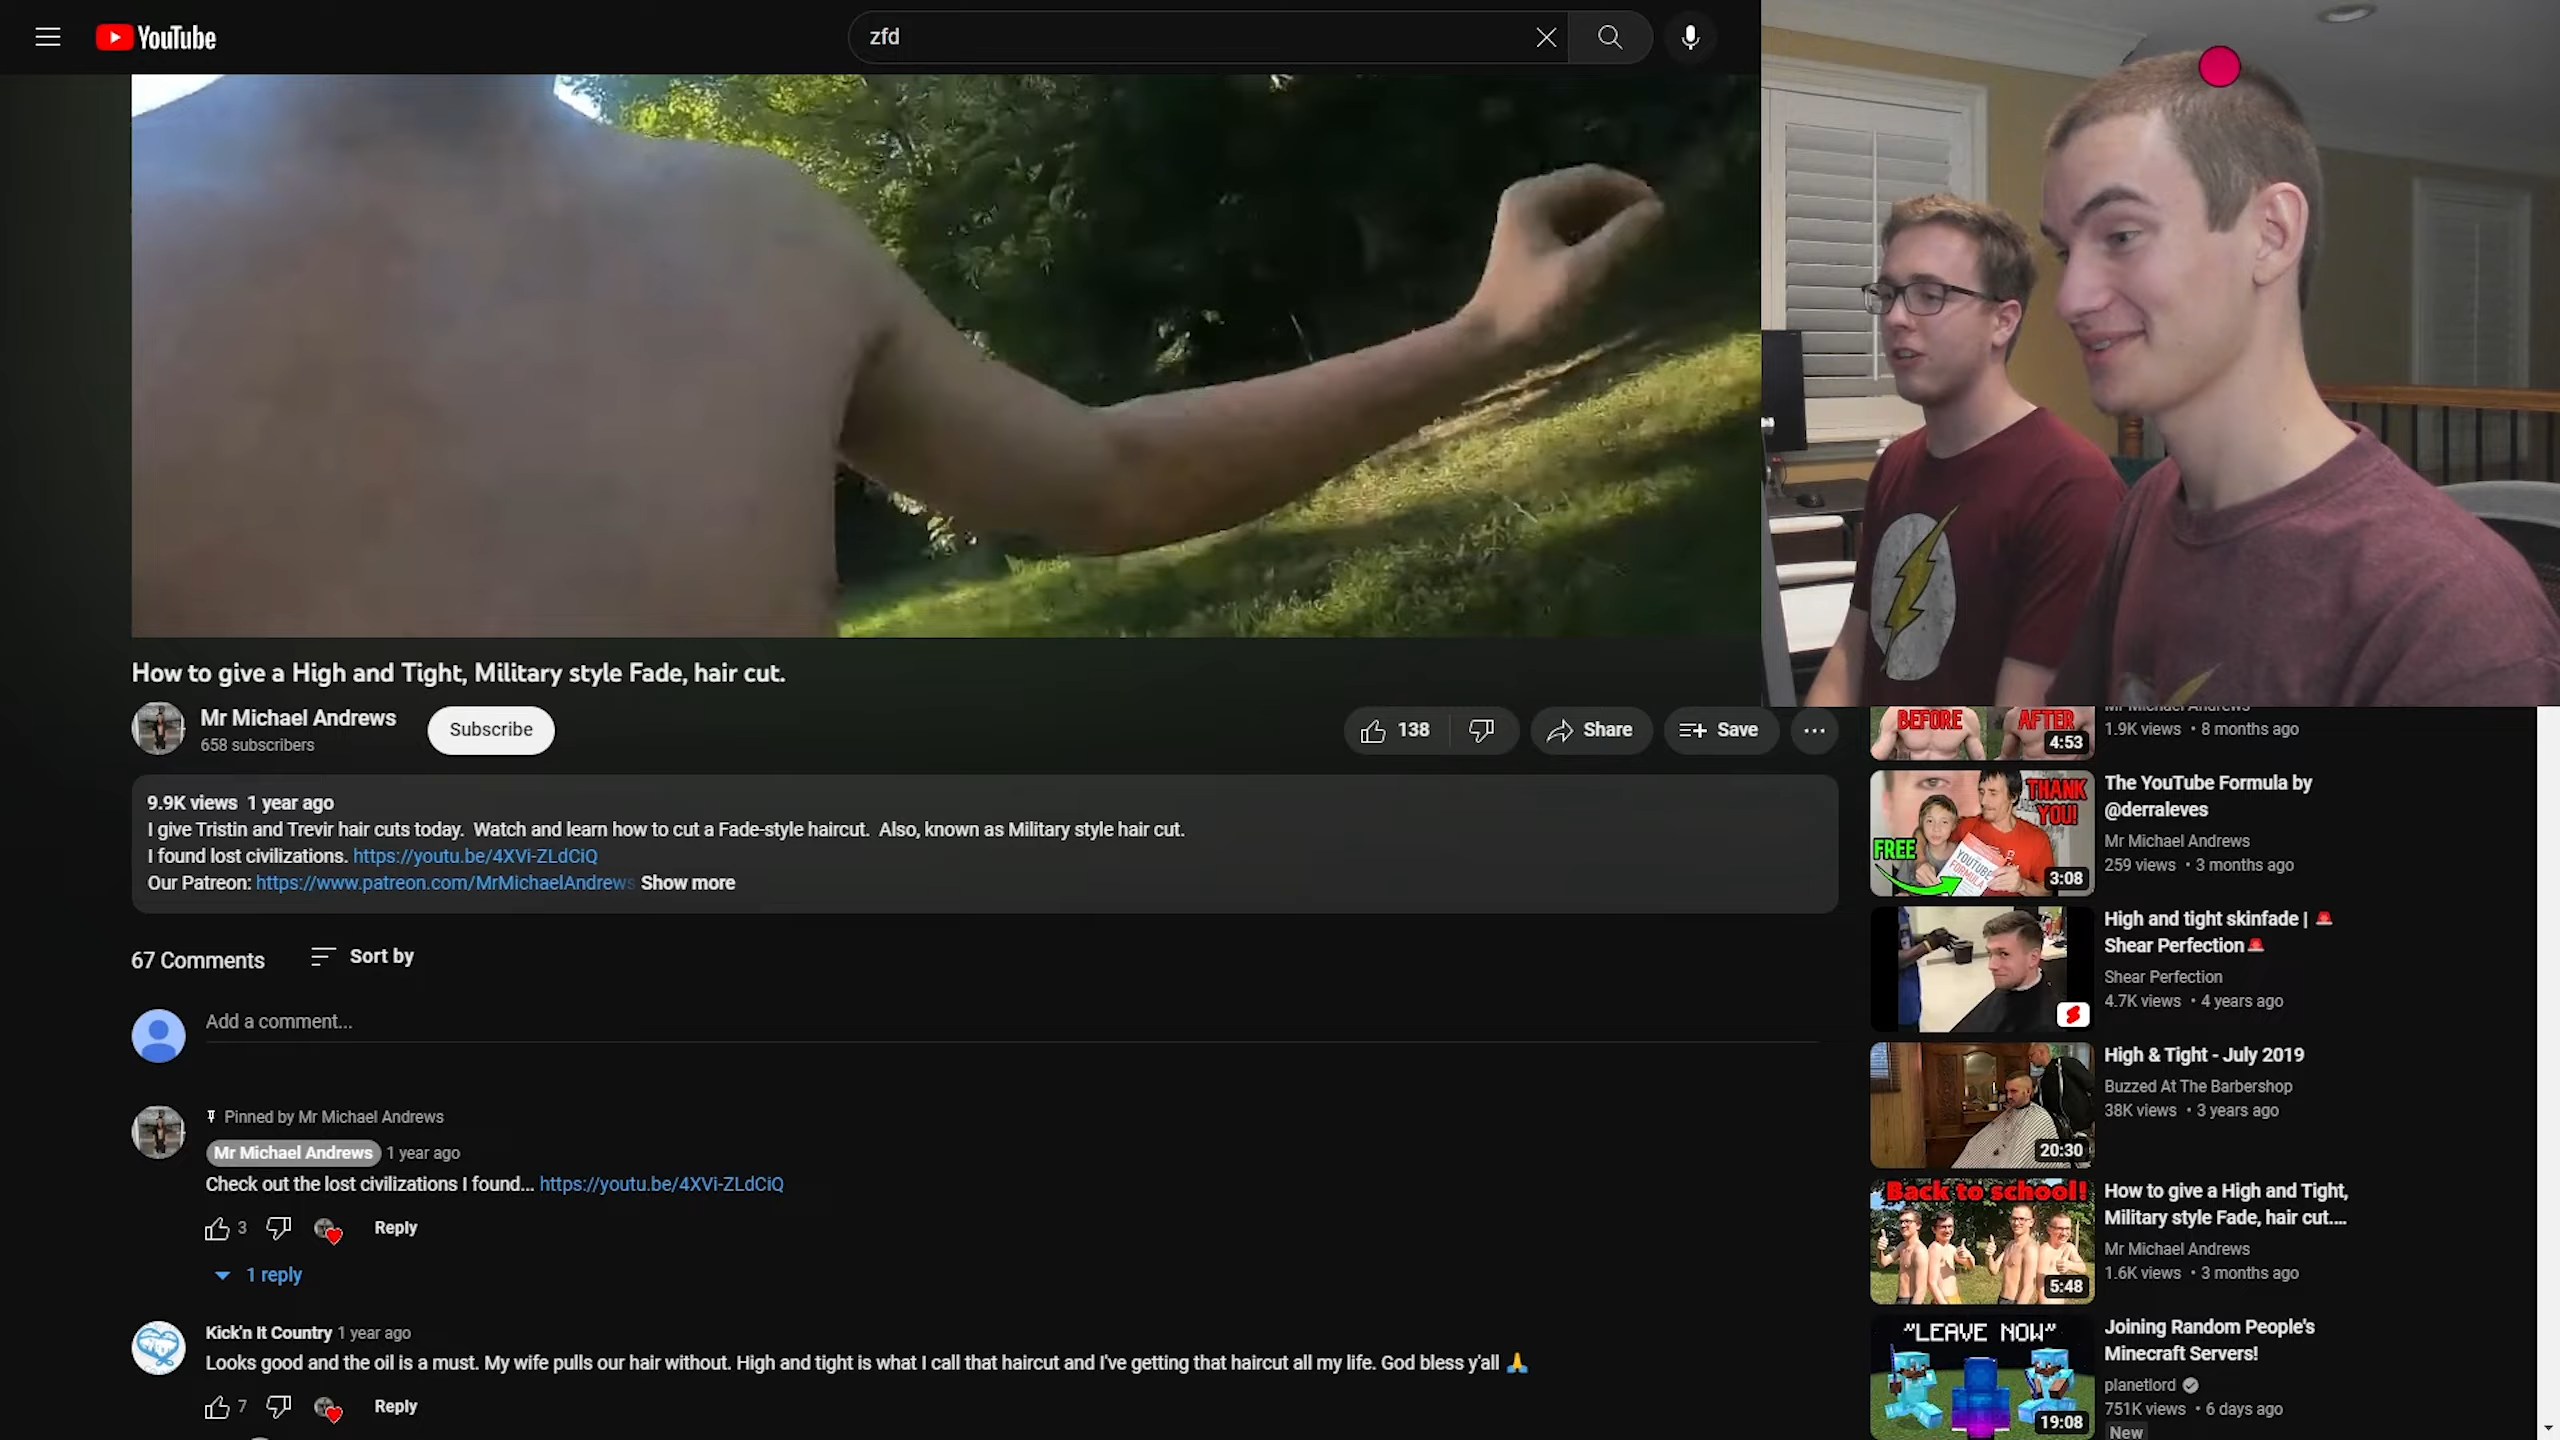 YouTube
zfd
How to give a High and Tight, Military style Fade, hair cut.
Mr Michael Andrews
658 subscribers
Subscribe
138
Share
Save
9.9K views 1 year ago
I give Tristin and Trevir hair cuts today. Watch and learn how to cut a Fade-style haircut. Also, known as Military style hair cut.
I found lost civilizations. https://youtu.be/4XVi-ZLdCiQ
Our Patreon: https://www.patreon.com/MrMichaelAndrews Show more
67 Comments
Sort by
Add a comment...
Pinned by Mr Michael Andrews
Mr Michael Andrews 1 year ago
Check out the lost civilizations I found... https://youtu.be/4XVi-ZLdCiQ
3
Reply
1 reply
Kick'n It Country 1 year ago
Looks good and the oil is a must. My wife pulls our hair without. High and tight is what I call that haircut and I've getting that haircut all my life. God bless y'all 🙏
7
Reply
BEFORE
AFTER
4:53
Mr Michael Andrews
1.9K views • 8 months ago
THANK
YOU!
FREE
YOUTUBE
FORMULA
3:08
The YouTube Formula by
@derraleves
Mr Michael Andrews
259 views • 3 months ago
High and tight skinfade | 🚨
Shear Perfection🚨
Shear Perfection
4.7K views • 4 years ago
20:30
High & Tight - July 2019
Buzzed At The Barbershop
38K views • 3 years ago
Back to school!
5:48
How to give a High and Tight,
Military style Fade, hair cut....
Mr Michael Andrews
1.6K views • 3 months ago
"LEAVE NOW"
19:08
Joining Random People's
Minecraft Servers!
planetlord
751K views • 6 days ago
New